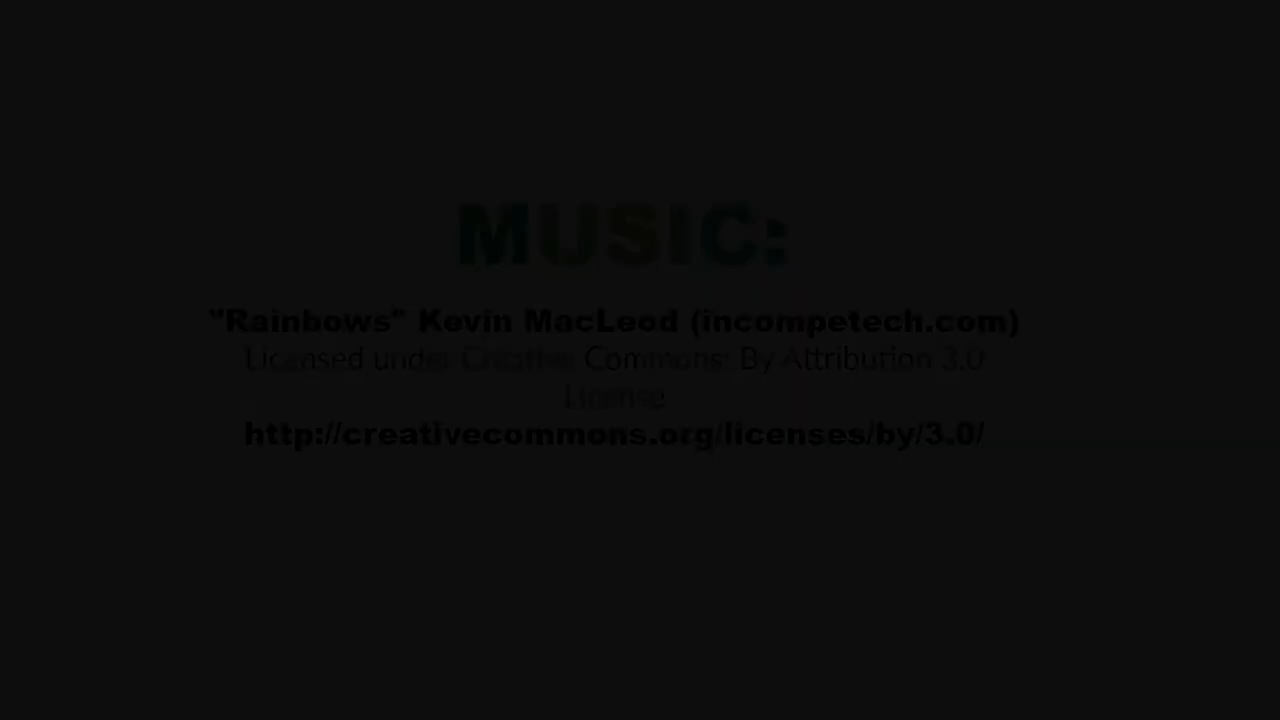 MUSIC:
"Rainbows" Kevin MacLeod (incompetech.com)
Licensed under Creative Commons: By Attribution 3.0
License
http://creativecommons.org/licenses/by/3.0/